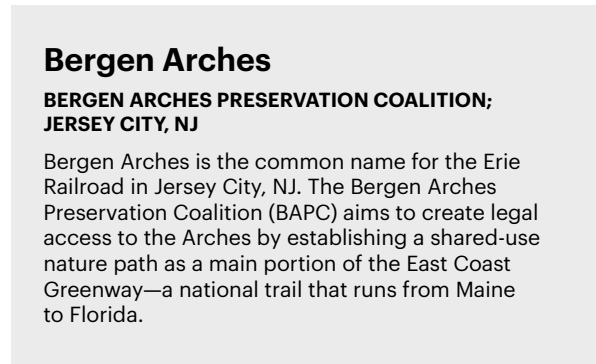 Bergen Arches
BERGEN ARCHES PRESERVATION COALITION;
JERSEY CITY, NJ
Bergen Arches is the common name for the Erie
Railroad in Jersey City, NJ. The Bergen Arches
Preservation Coalition (BAPC) aims to create legal
access to the Arches by establishing a shared-use
nature path as a main portion of the East Coast
Greenway—a national trail that runs from Maine
to Florida.